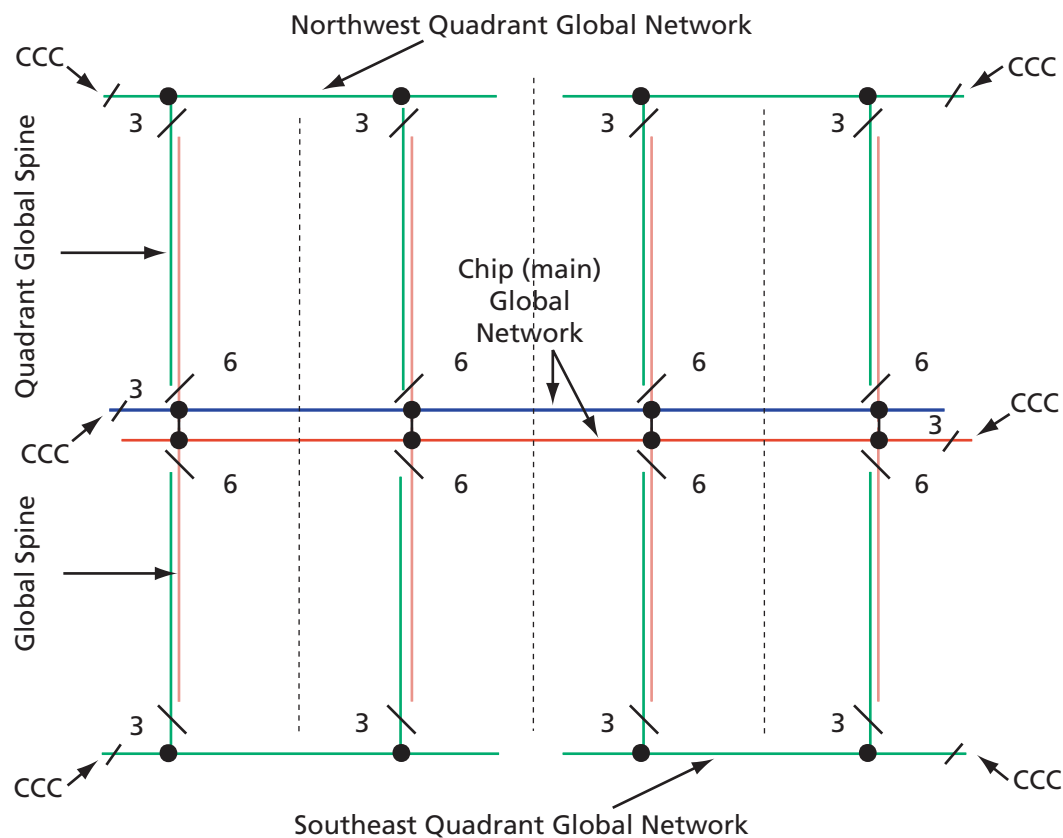 Northwest Quadrant Global Network
CCC
CCC
3
3
3
3
Quadrant Global Spine
Chip (main)
Global
Network
6
6
6
6
3
CCC
3
CCC
6
6
6
6
Global Spine
3
3
3
3
CCC
CCC
Southeast Quadrant Global Network